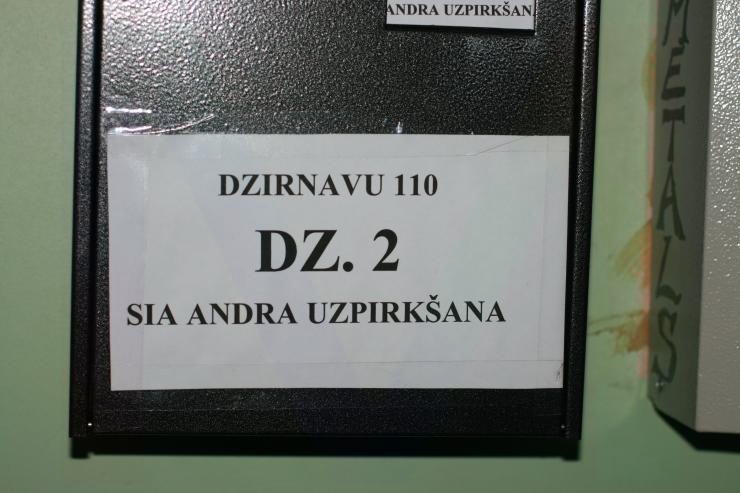 ANDRA UZPIRKŠAN
DZIRNAVU 110
DZ. 2
SIA ANDRA UZPIRKŠANA
METALS